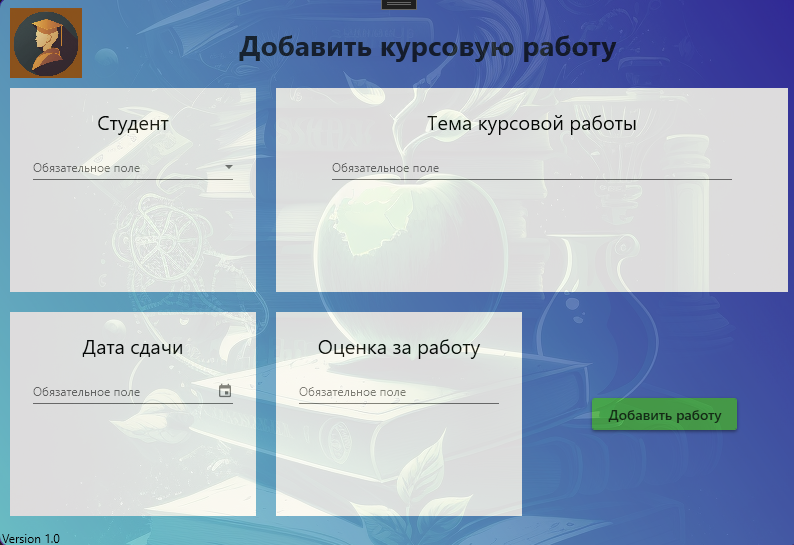 Добавить курсовую работу
Студент
Тема курсовой работы
Обязательное поле
Обязательное поле
Дата сдачи
Оценка за работу
Обязательное поле
Обязательное поле
Добавить работу
Version 1.0